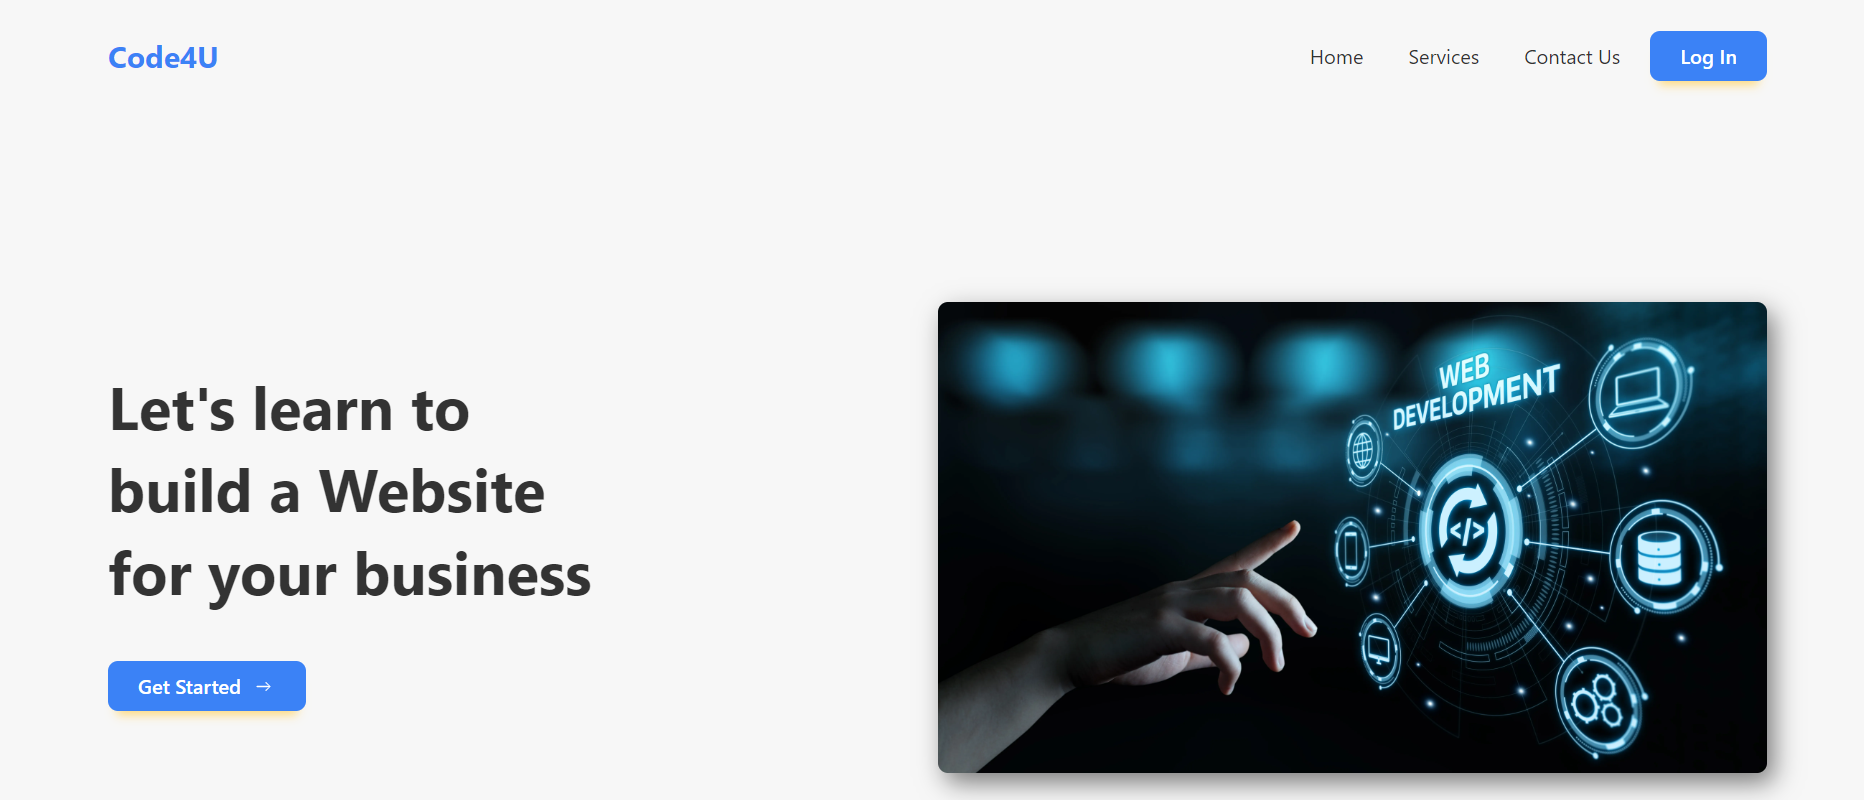 Code4U
Home
Services
Contact Us
Log In
Let's learn to
build a Website
for your business
Get Started →
WEB
DEVELOPMENT
</>